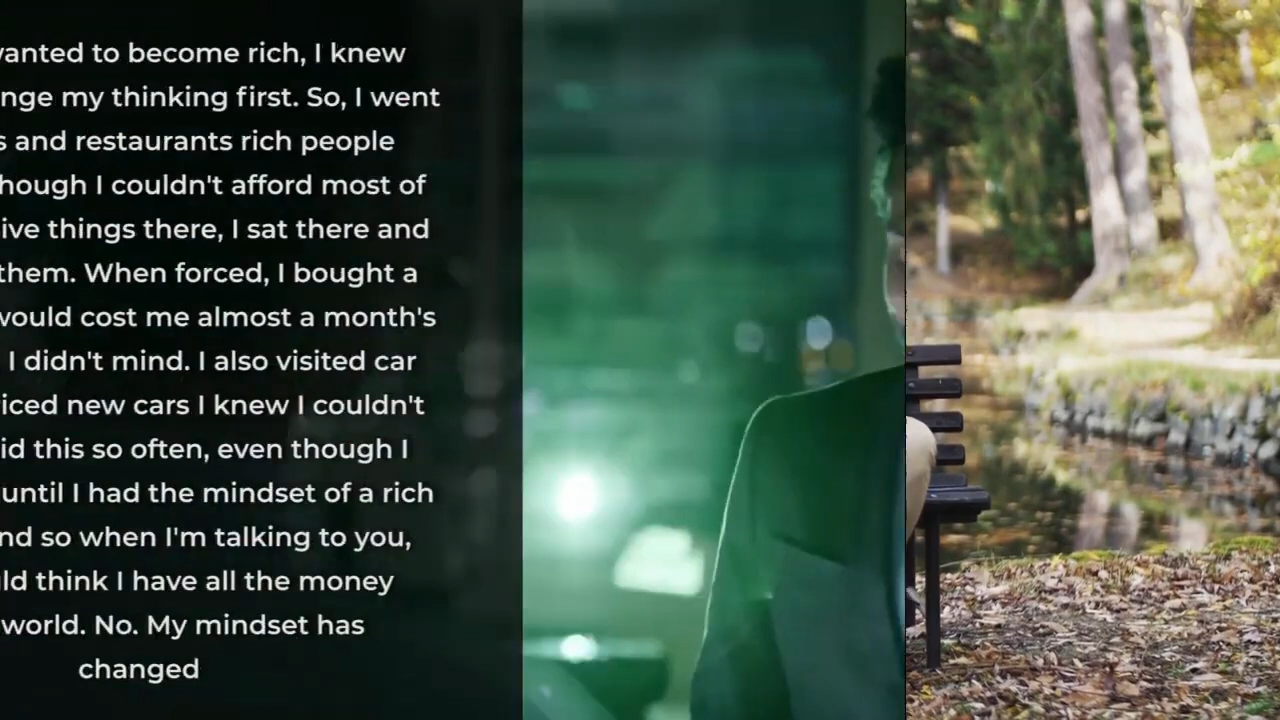 wanted to become rich, I knew
nge my thinking first. So, I went
s and restaurants rich people
hough I couldn't afford most of
ive things there, I sat there and
them. When forced, I bought a
would cost me almost a month's
I didn't mind. I also visited car
iced new cars I knew I couldn't
id this so often, even though I
until I had the mindset of a rich
nd so when I'm talking to you,
ld think I have all the money
world. No. My mindset has
changed